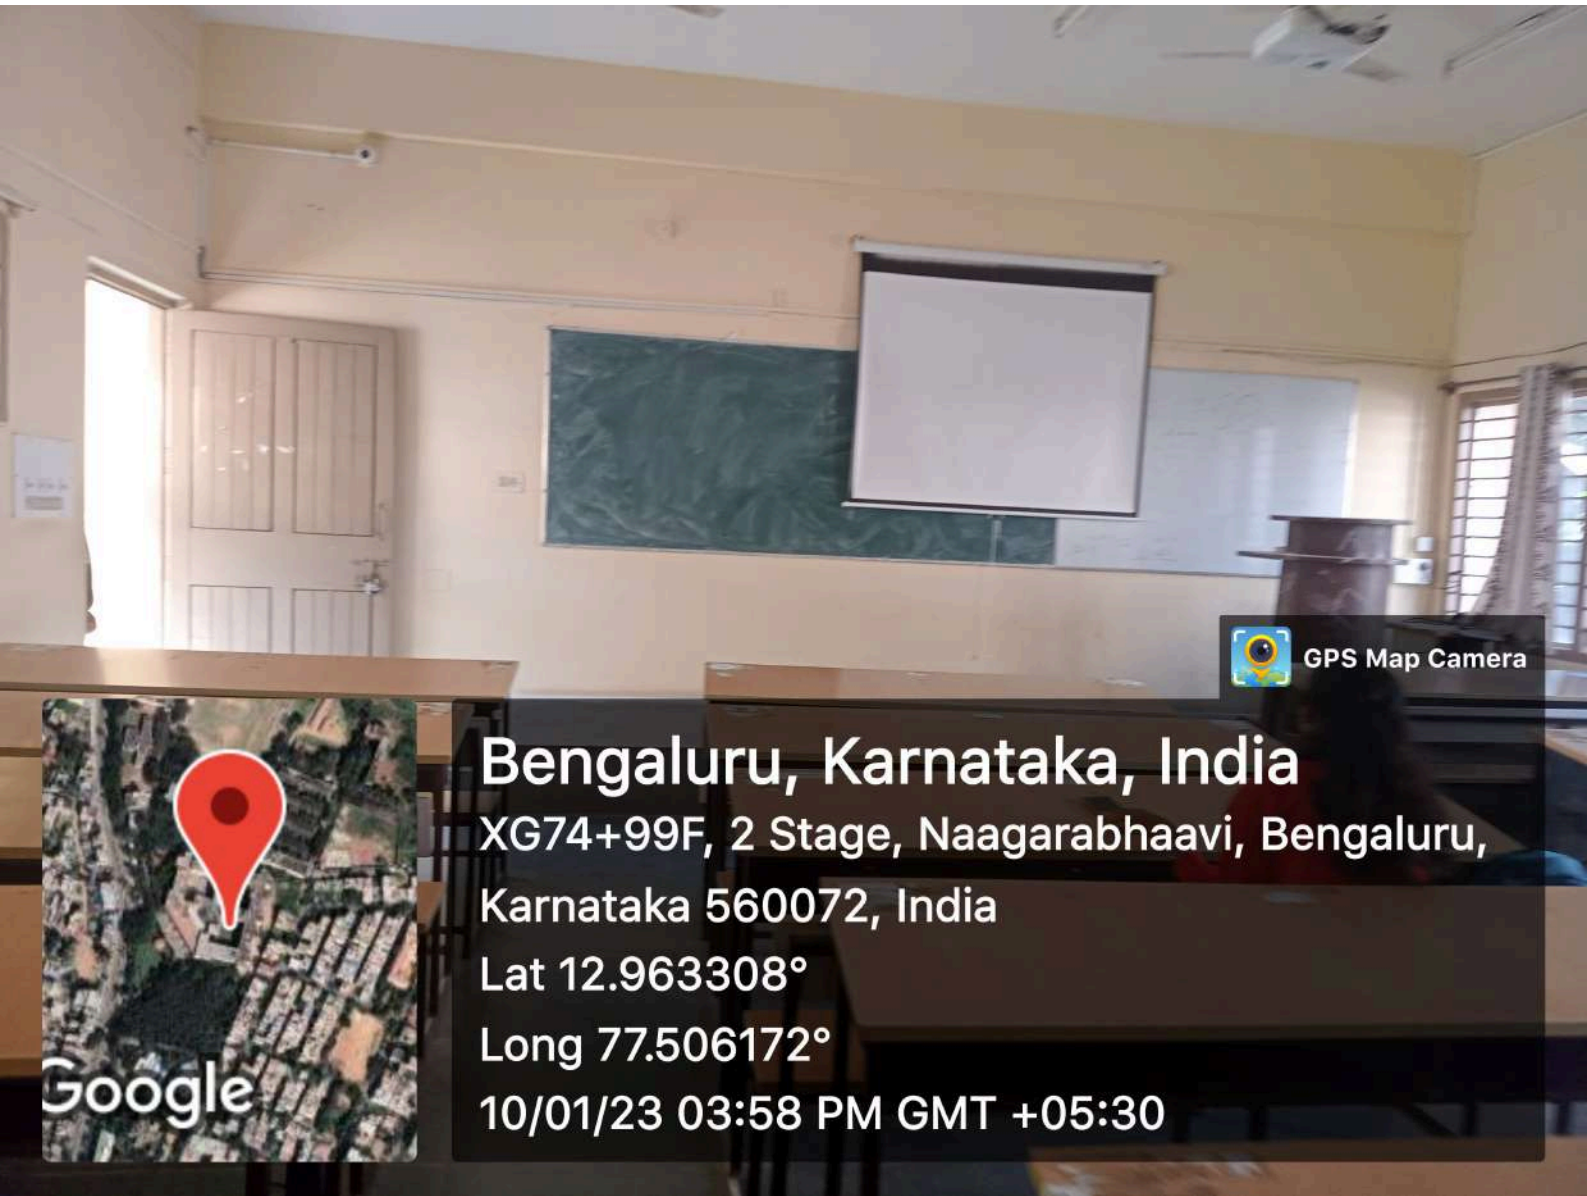 GPS Map Camera
Bengaluru, Karnataka, India
XG74+99F, 2 Stage, Naagarabhaavi, Bengaluru,
Karnataka 560072, India
Lat 12.963308°
Long 77.506172°
10/01/23 03:58 PM GMT +05:30
Google